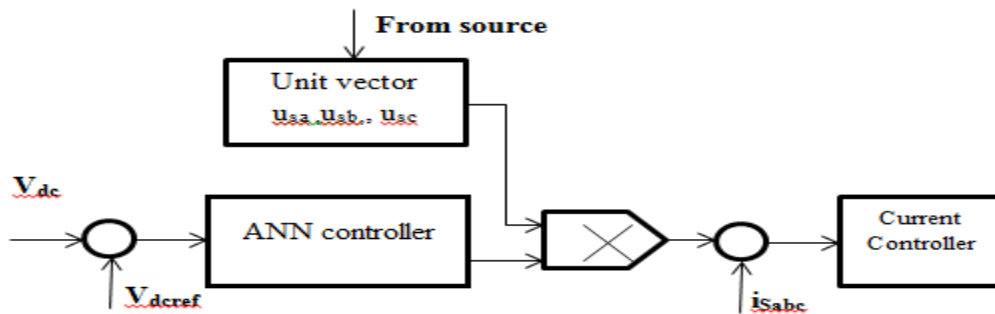 From source
Unit vector
usa ,usb,, usc
Vdc
ANN controller
Current
Controller
Vdcref
iSabc